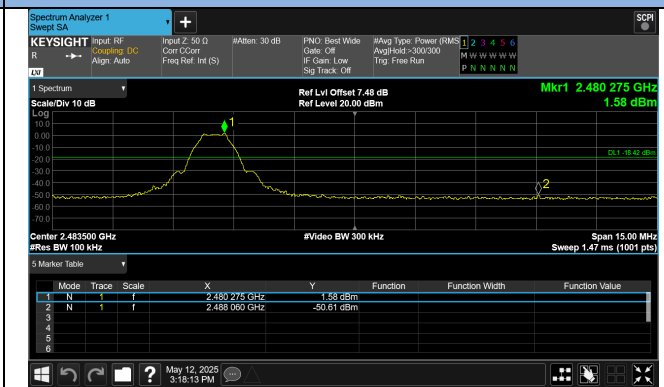 Spectrum Analyzer 1
Swept SA
+
SCPI
KEYSIGHT Input: RF Input Z: 50 Ω #Atten: 30 dB PNO: Best Wide #Avg Type: Power (RMS 1 2 3 4 5 6
R Coupling: DC Corr CCorr Gate: Off Avg|Hold:>300/300 M W W W W W
Align: Auto Freq Ref: Int (S) IF Gain: Low Trig: Free Run
LXI Sig Track: Off P N N N N N
1 Spectrum Ref Lvl Offset 7.48 dB Mkr1 2.480 275 GHz
Scale/Div 10 dB Ref Level 20.00 dBm 1.58 dBm
Log
10.0
0.00
-10.0
-20.0
-30.0
-40.0
-50.0
-60.0
-70.0
1
DL1 -18.42 dBm
2
Center 2.483500 GHz #Video BW 300 kHz Span 15.00 MHz
#Res BW 100 kHz Sweep 1.47 ms (1001 pts)
5 Marker Table
Mode Trace Scale X Y Function Function Width Function Value
1 N 1 f 2.480 275 GHz 1.58 dBm
2 N 1 f 2.488 060 GHz -50.61 dBm
3
4
5
6
? May 12, 2025
3:18:13 PM